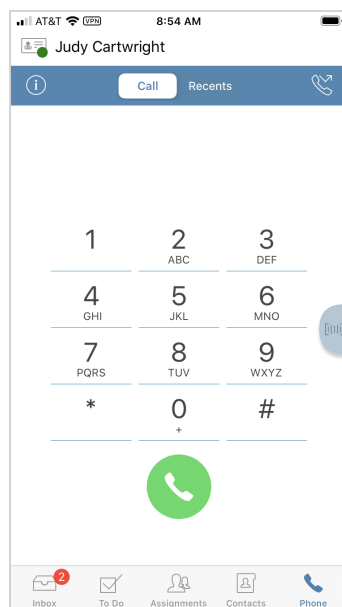 AT&T VPN 8:54 AM
Judy Cartwright
Call Recents
1 2 3
ABC DEF
4 5 6
GHI JKL MNO
7 8 9
PQRS TUV WXYZ
* 0 #
+
2
Inbox To Do Assignments Contacts Phone